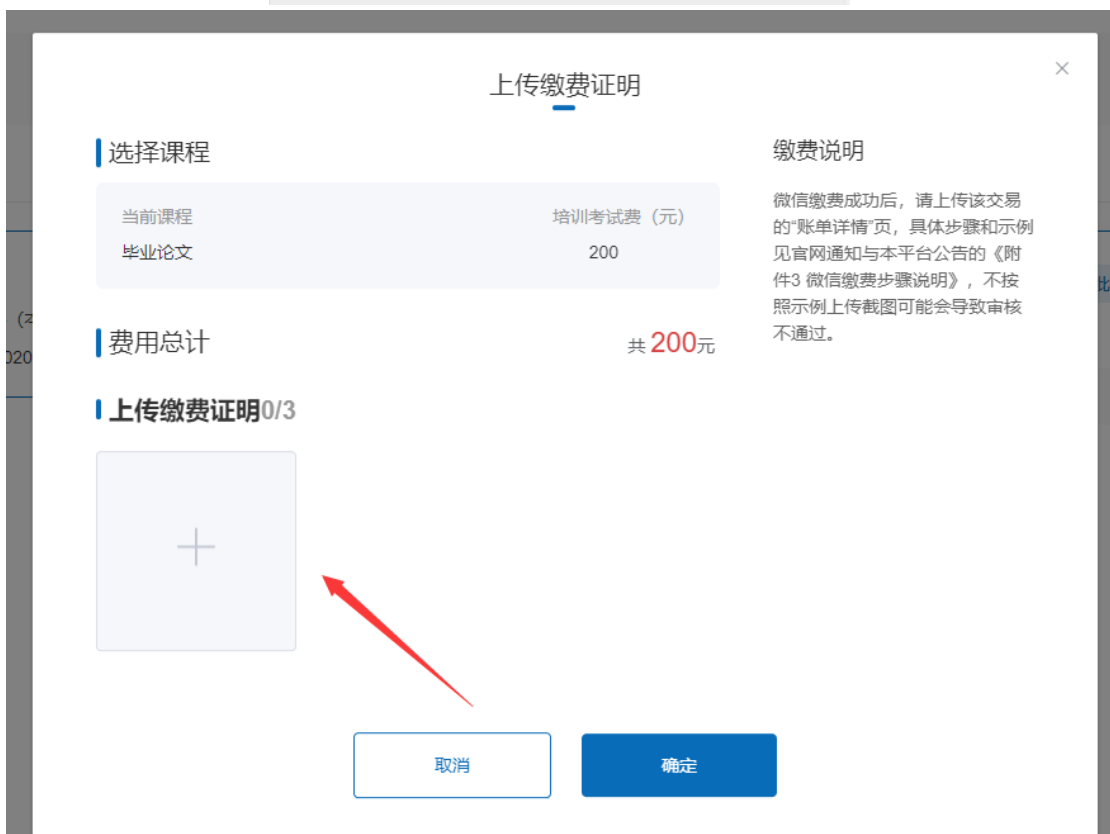 上传缴费证明
选择课程
当前课程 培训考试费（元）
毕业论文 200
费用总计 共200元
上传缴费证明0/3
取消 确定
缴费说明
微信缴费成功后，请上传该交易
的“账单详情”页，具体步骤和示例
见官网通知与本平台公告的《附
件3 微信缴费步骤说明》，不按
照示例上传截图可能会导致审核
不通过。
020